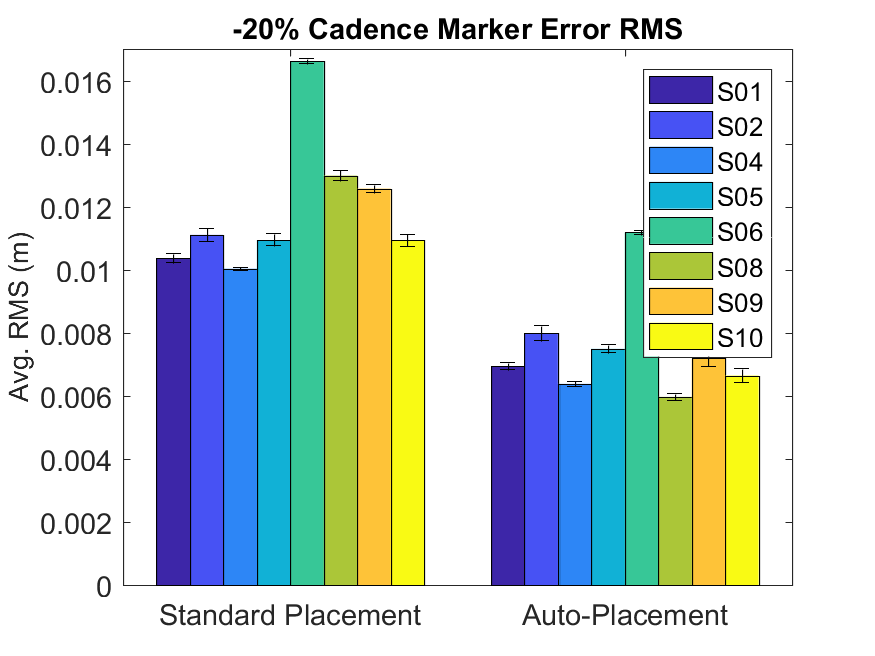 -20% Cadence Marker Error RMS
Avg. RMS (m)
0.016
0.014
0.012
0.01
0.008
0.006
0.004
0.002
0
S01
S02
S04
S05
S06
S08
S09
S10
Standard Placement
Auto-Placement